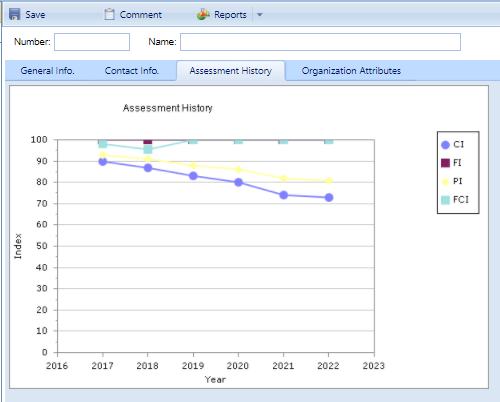 Save Comment Reports
Number: Name:
General Info. Contact Info. Assessment History Organization Attributes
Assessment History
100
90
80
70
60
50
40
30
20
10
0
Index
2016 2017 2018 2019 2020 2021 2022 2023
Year
CI
FI
PI
FCI